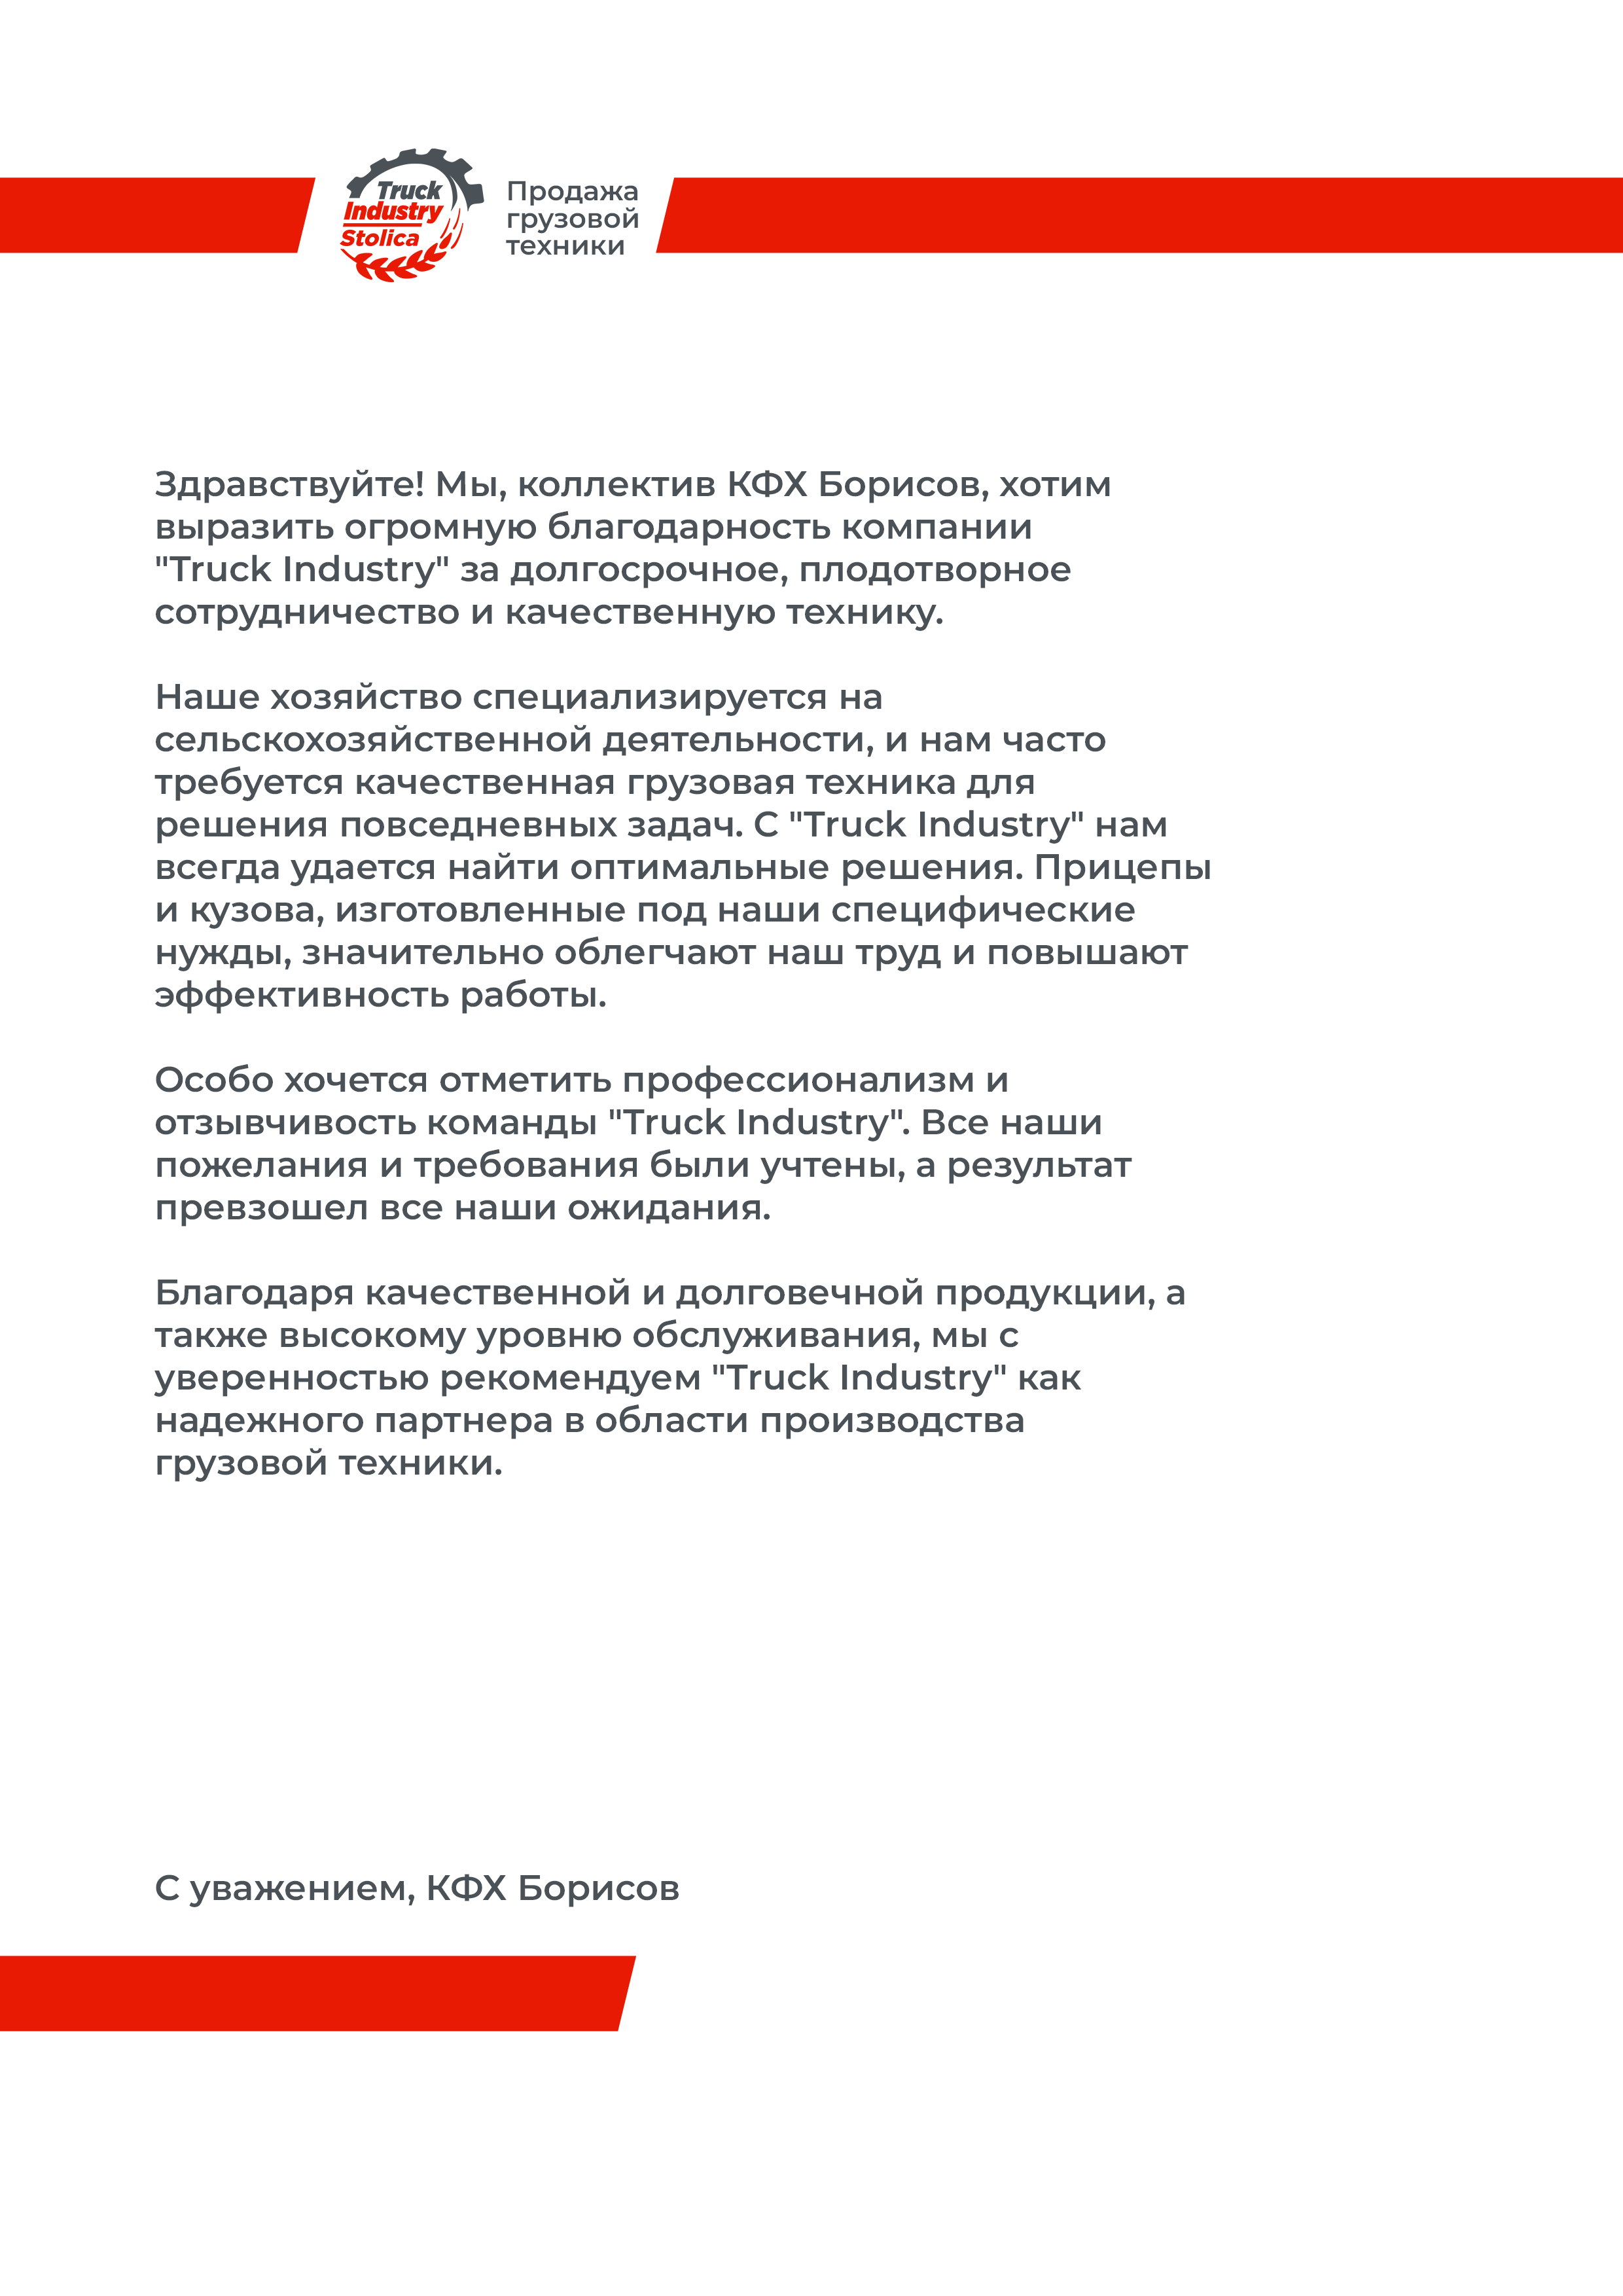 Truck
Industry
Stolica
Продажа
грузовой
техники
Здравствуйте! Мы, коллектив КФХ Борисов, хотим
выразить огромную благодарность компании
"Truck Industry" за долгосрочное, плодотворное
сотрудничество и качественную технику.
Наше хозяйство специализируется на
сельскохозяйственной деятельности, и нам часто
требуется качественная грузовая техника для
решения повседневных задач. С "Truck Industry" нам
всегда удается найти оптимальные решения. Прицепы
и кузова, изготовленные под наши специфические
нужды, значительно облегчают наш труд и повышают
эффективность работы.
Особо хочется отметить профессионализм и
отзывчивость команды "Truck Industry". Все наши
пожелания и требования были учтены, а результат
превзошел все наши ожидания.
Благодаря качественной и долговечной продукции, а
также высокому уровню обслуживания, мы с
уверенностью рекомендуем "Truck Industry" как
надежного партнера в области производства
грузовой техники.
С уважением, КФХ Борисов